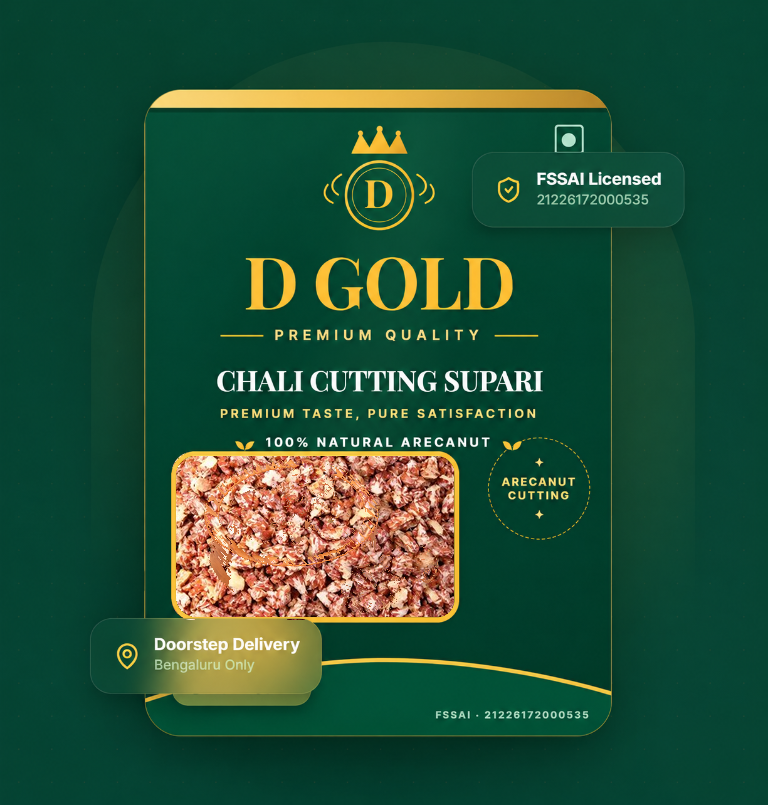 D
FSSAI Licensed
21226172000535
D GOLD
PREMIUM QUALITY
CHALI CUTTING SUPARI
PREMIUM TASTE, PURE SATISFACTION
100% NATURAL ARECANUT
ARECANUT
CUTTING
Doorstep Delivery
Bengaluru Only
FSSAI · 21226172000535